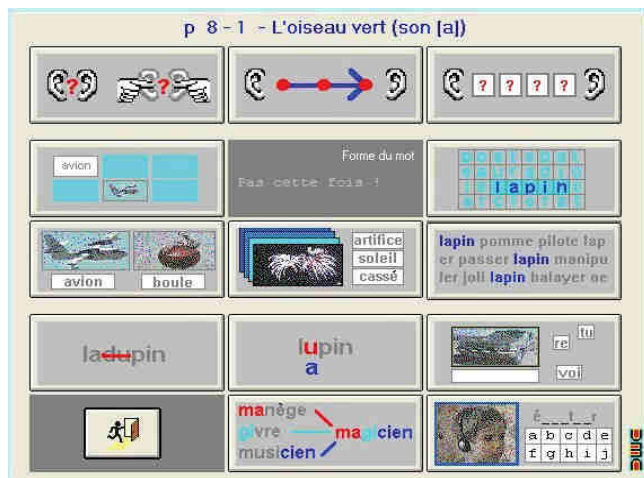 p 8 - 1 - L'oiseau vert (son [a])
? ? ?
? ? ? ?
avion
Forme du mot
Pas cette fois !
lapin
avion boule
artifice
soleil
cassé
lapin pomme pilote lap
er passer lapin manipu
ler joli lapin balayer ne
ladupin
lupin
a
tu
re
voi
manège
givre
musicien
magicien
é___t_r
a b c d e
f g h i j